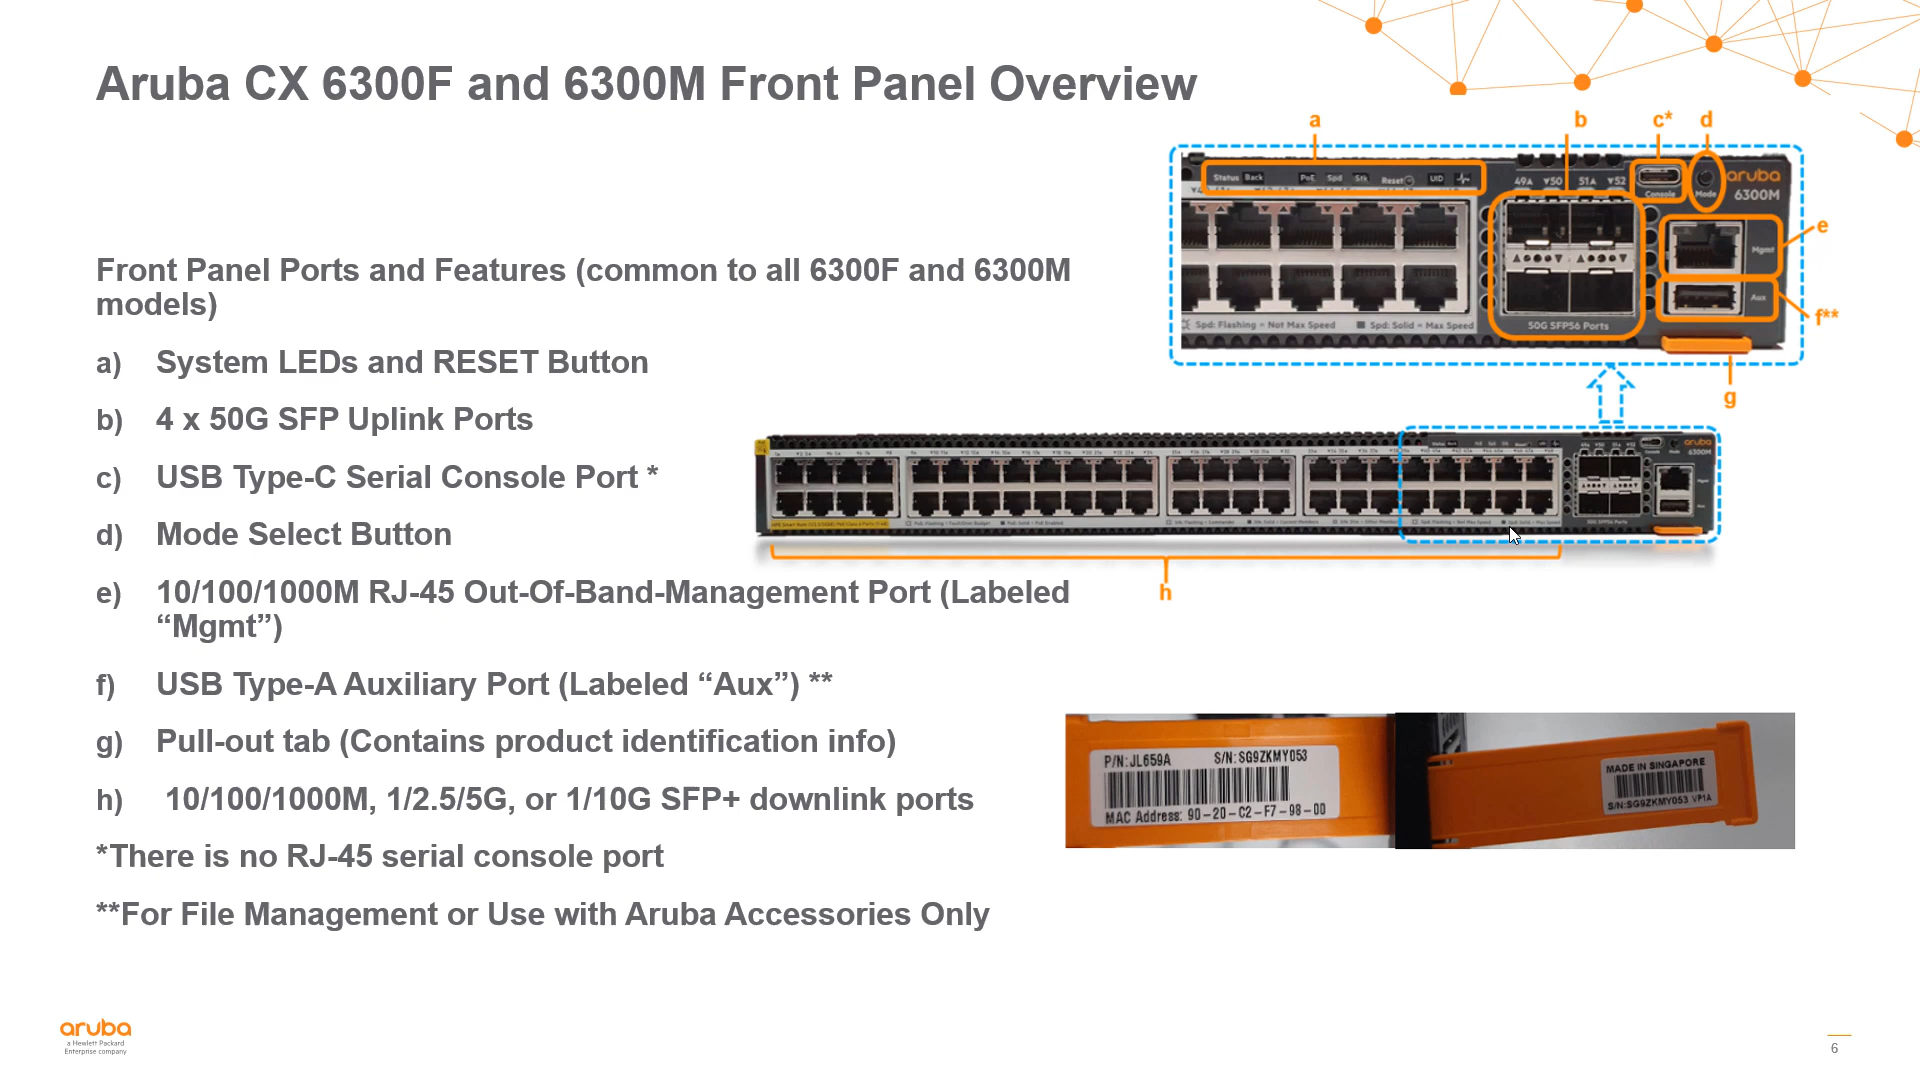 Aruba CX 6300F and 6300M Front Panel Overview
Front Panel Ports and Features (common to all 6300F and 6300M
models)
a) System LEDs and RESET Button
b) 4 x 50G SFP Uplink Ports
c) USB Type-C Serial Console Port *
d) Mode Select Button
e) 10/100/1000M RJ-45 Out-Of-Band-Management Port (Labeled
“Mgmt”)
f) USB Type-A Auxiliary Port (Labeled “Aux”) **
g) Pull-out tab (Contains product identification info)
h) 10/100/1000M, 1/2.5/5G, or 1/10G SFP+ downlink ports
*There is no RJ-45 serial console port
**For File Management or Use with Aruba Accessories Only
a b c* d
Status Back PoE Spd Stk Reset UID
49▲ ▼50 51▲ ▼52
Console Mode
aruba
6300M
e
Mgmt
Aux
f**
Spd: Flashing = Not Max Speed Spd: Solid = Max Speed
50G SFP56 Ports
g
aruba
6300M
h
P/N: JL659A S/N: SG9ZKMY053
MAC Address: 90-20-C2-F7-98-00
MADE IN SINGAPORE
S/N:SG9ZKMY053 VP1A
aruba
a Hewlett Packard
Enterprise company
6